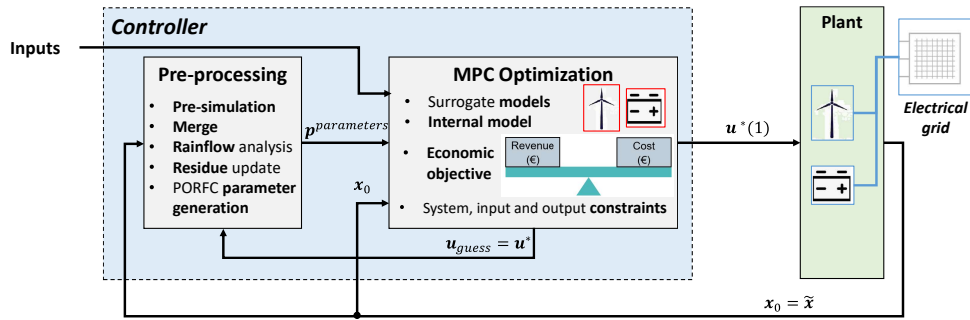 Controller
Inputs
Pre-processing
• Pre-simulation
• Merge
• Rainflow analysis
• Residue update
• PORFC parameter
generation
p^parameters
x_0
MPC Optimization
• Surrogate models
• Internal model
• Economic
objective
Revenue
(€)
Cost
(€)
• System, input and output constraints
u_guess = u*
u*(1)
Plant
Electrical
grid
x_0 = x̃